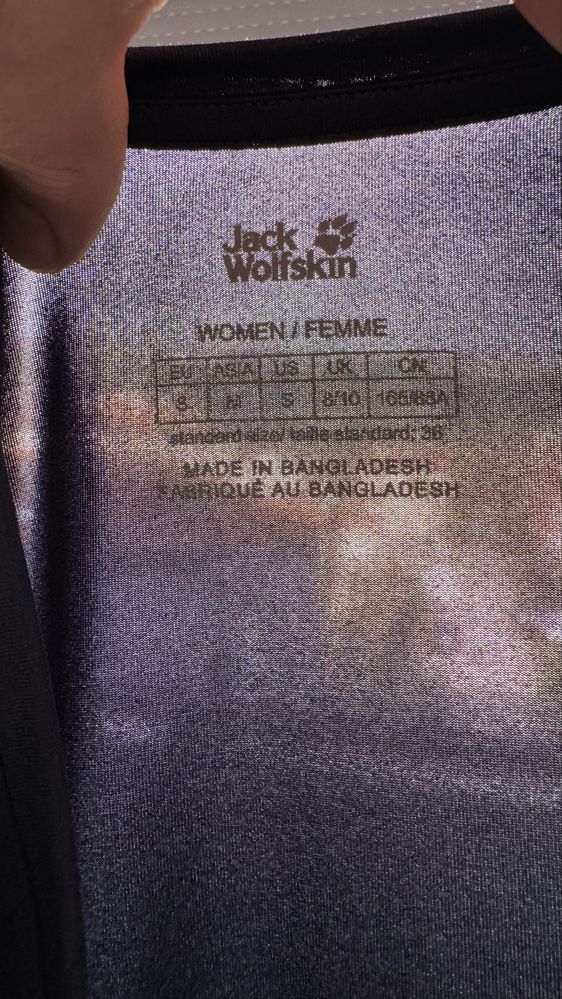 Jack
Wolfskin
WOMEN / FEMME
EU ASIA US UK CN
S M S 8/10 165/88A
standard size/ taille standard: 36
MADE IN BANGLADESH
FABRIQUÉ AU BANGLADESH